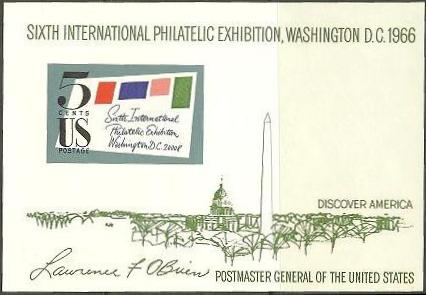 SIXTH INTERNATIONAL PHILATELIC EXHIBITION, WASHINGTON D.C. 1966
5
CENTS
US
POSTAGE
Sixth International
Philatelic Exhibition,
Washington D.C. 20008
DISCOVER AMERICA
Lawrence F O'Brien
POSTMASTER GENERAL OF THE UNITED STATES